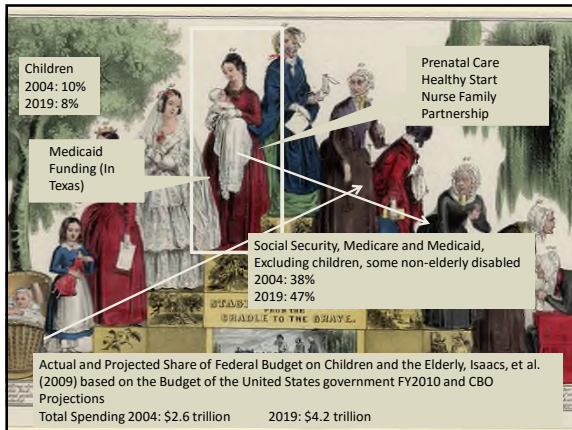 Children
2004: 10%
2019: 8%
Prenatal Care
Healthy Start
Nurse Family
Partnership
Medicaid
Funding (In
Texas)
Social Security, Medicare and Medicaid,
Excluding children, some non-elderly disabled
2004: 38%
2019: 47%
FROM THE
CRADLE TO THE GRAVE.
Actual and Projected Share of Federal Budget on Children and the Elderly, Isaacs, et al.
(2009) based on the Budget of the United States government FY2010 and CBO
Projections
Total Spending 2004: $2.6 trillion 2019: $4.2 trillion